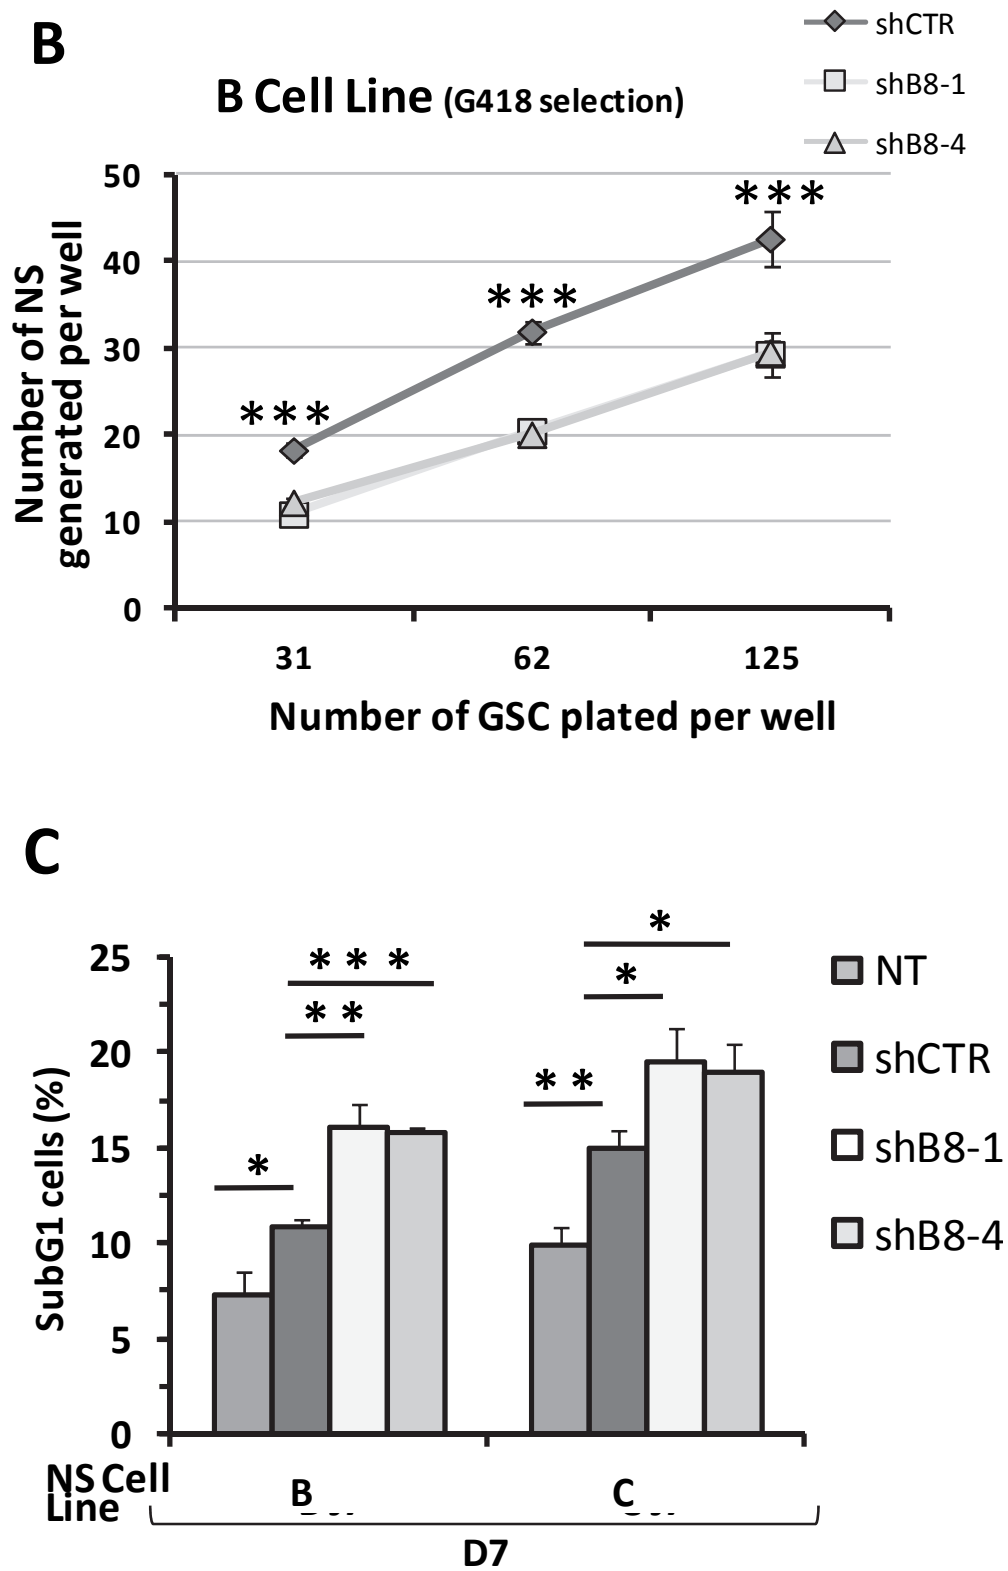 B
shCTR
B Cell Line (G418 selection)
shB8-1
shB8-4
Number of NS
generated per well
50
40
30
20
10
0
***
***
***
31 62 125
Number of GSC plated per well
C
SubG1 cells (%)
25
20
15
10
5
0
*
**
***
**
*
*
NT
shCTR
shB8-1
shB8-4
NS Cell
Line
B C
D7